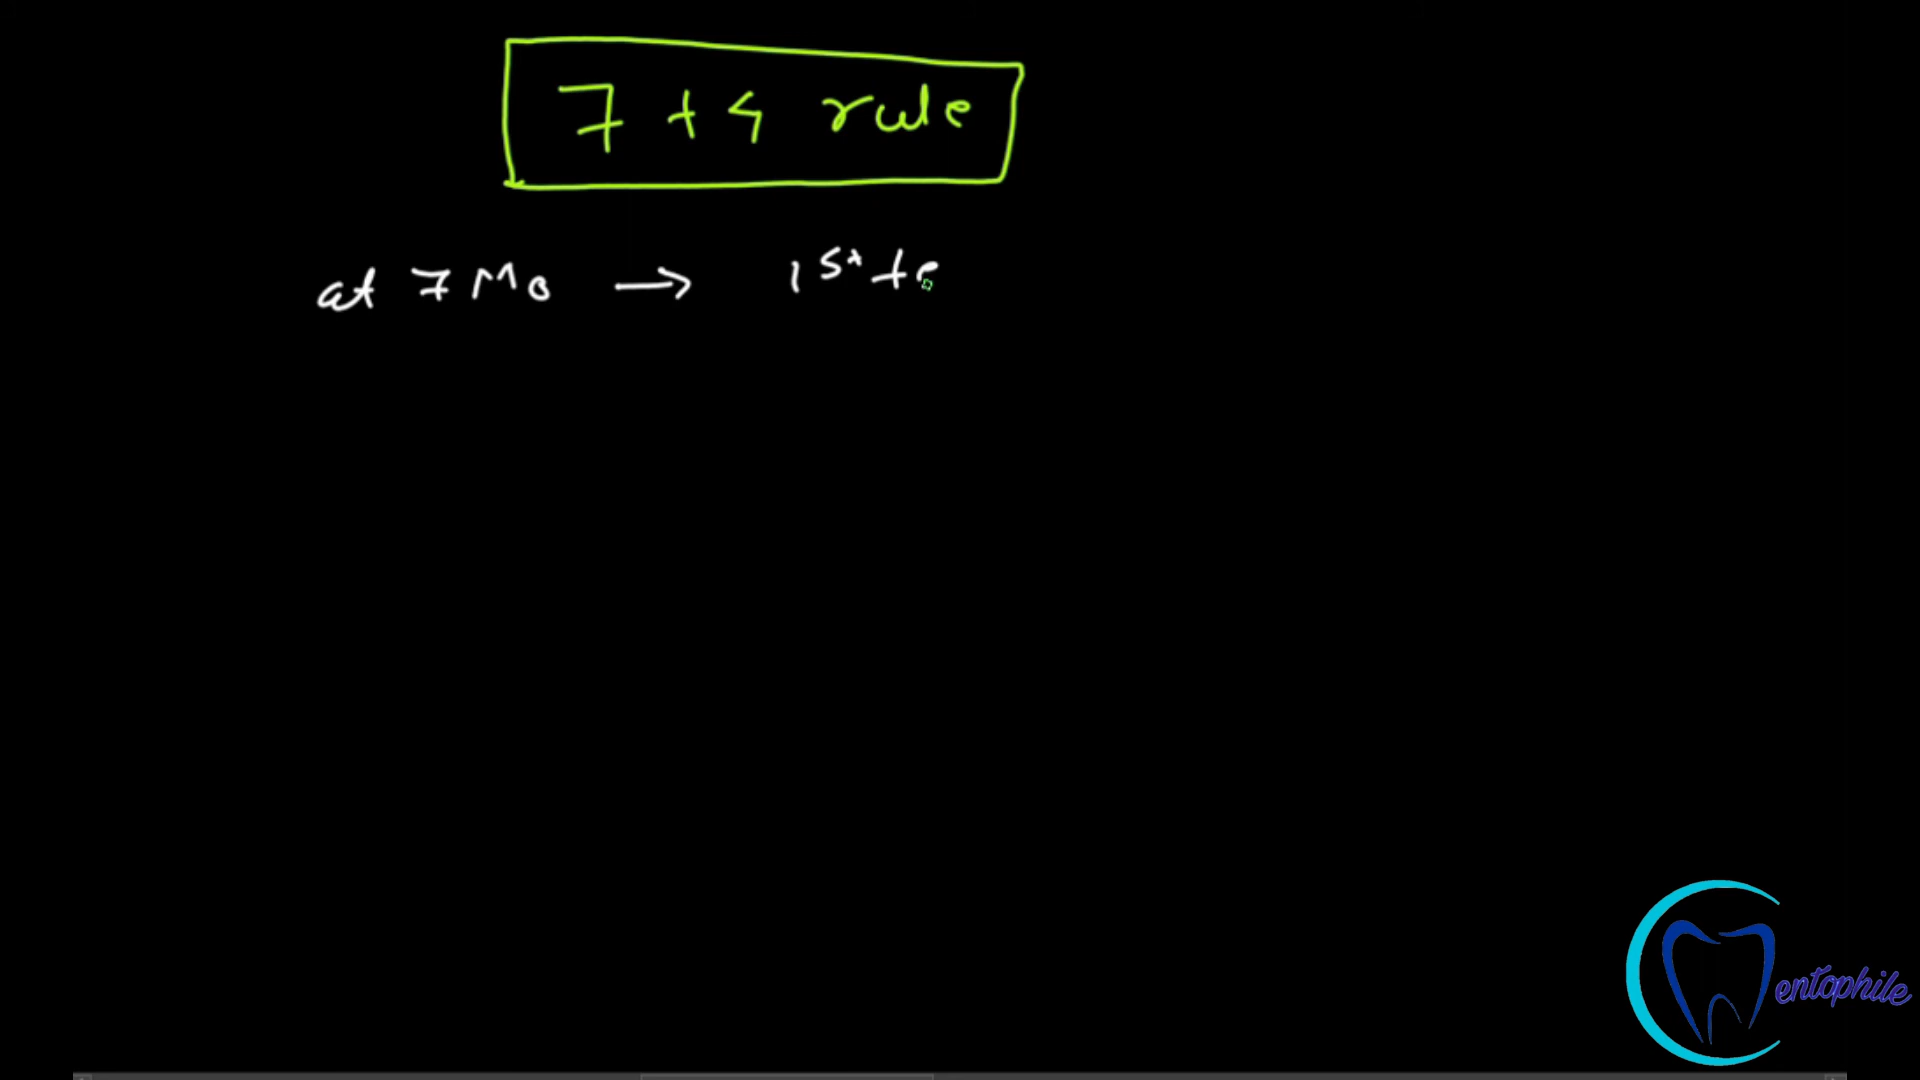 7 + 4 rule
at 7 Mo → 1st te
entophile